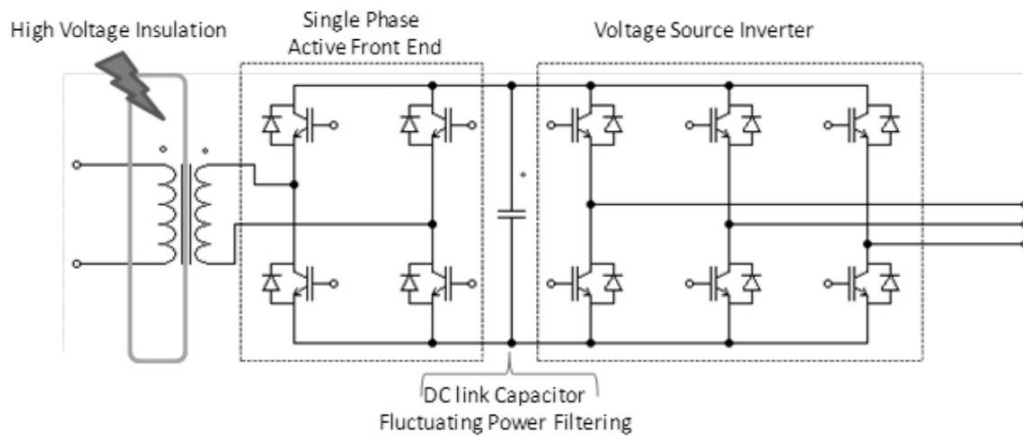 High Voltage Insulation
Single Phase
Active Front End
Voltage Source Inverter
DC link Capacitor
Fluctuating Power Filtering